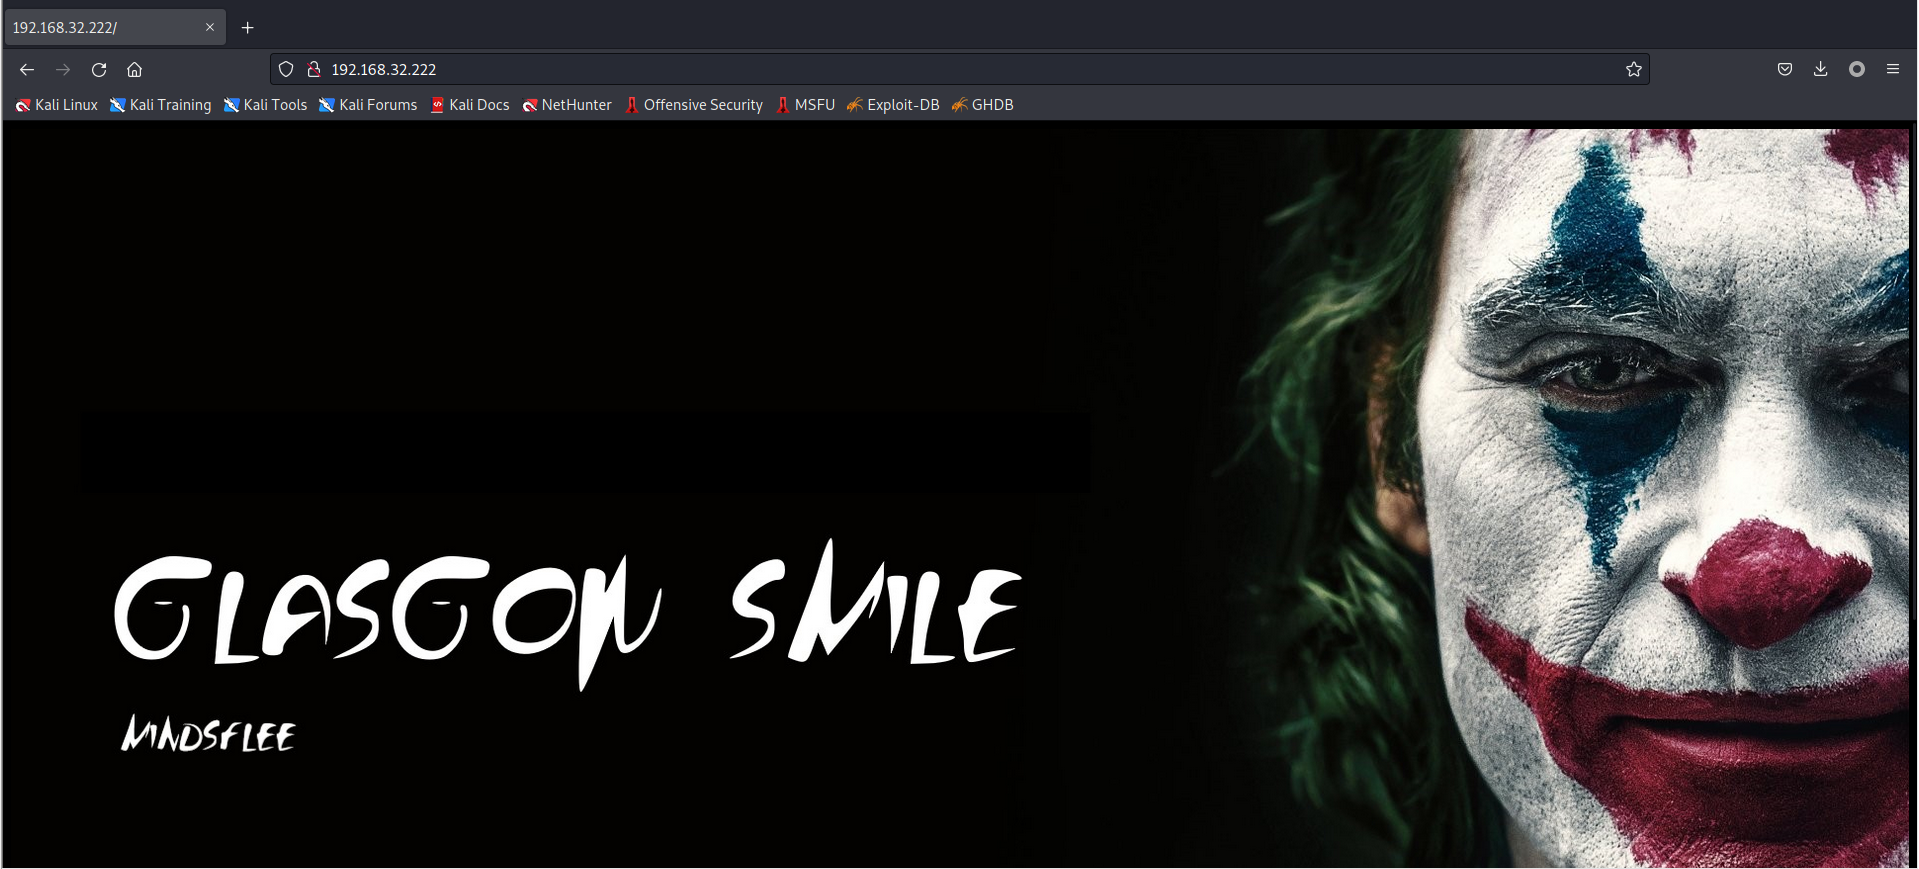 192.168.32.222/
192.168.32.222
Kali Linux Kali Training Kali Tools Kali Forums Kali Docs NetHunter Offensive Security MSFU Exploit-DB GHDB
GLASGOW SMILE
MINDSFLEE